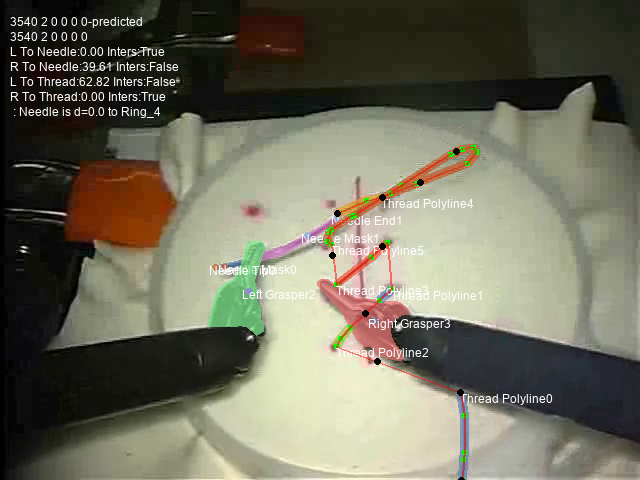 3540 2 0 0 0 0-predicted
3540 2 0 0 0 0
L To Needle:0.00 Inters:True
R To Needle:39.61 Inters:False
L To Thread:62.82 Inters:False
R To Thread:0.00 Inters:True
: Needle is d=0.0 to Ring_4
Thread Polyline4
Needle End1
Needle Mask1
Thread Polyline5
Needle Tip0
Mask0
Left Grasper2
Thread Polyline3
Thread Polyline1
Right Grasper3
Thread Polyline2
Thread Polyline0